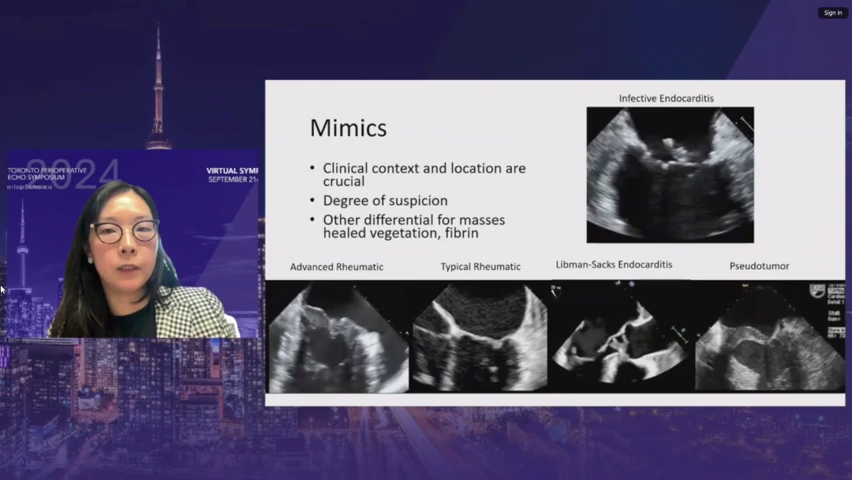 Sign in
2024
TORONTO PERIOPERATIVE
ECHO SYMPOSIUM
VIRTUAL SYMP
SEPTEMBER 21-
Infective Endocarditis
Mimics
• Clinical context and location are
crucial
• Degree of suspicion
• Other differential for masses
healed vegetation, fibrin
Advanced Rheumatic
Typical Rheumatic
Libman-Sacks Endocarditis
Pseudotumor